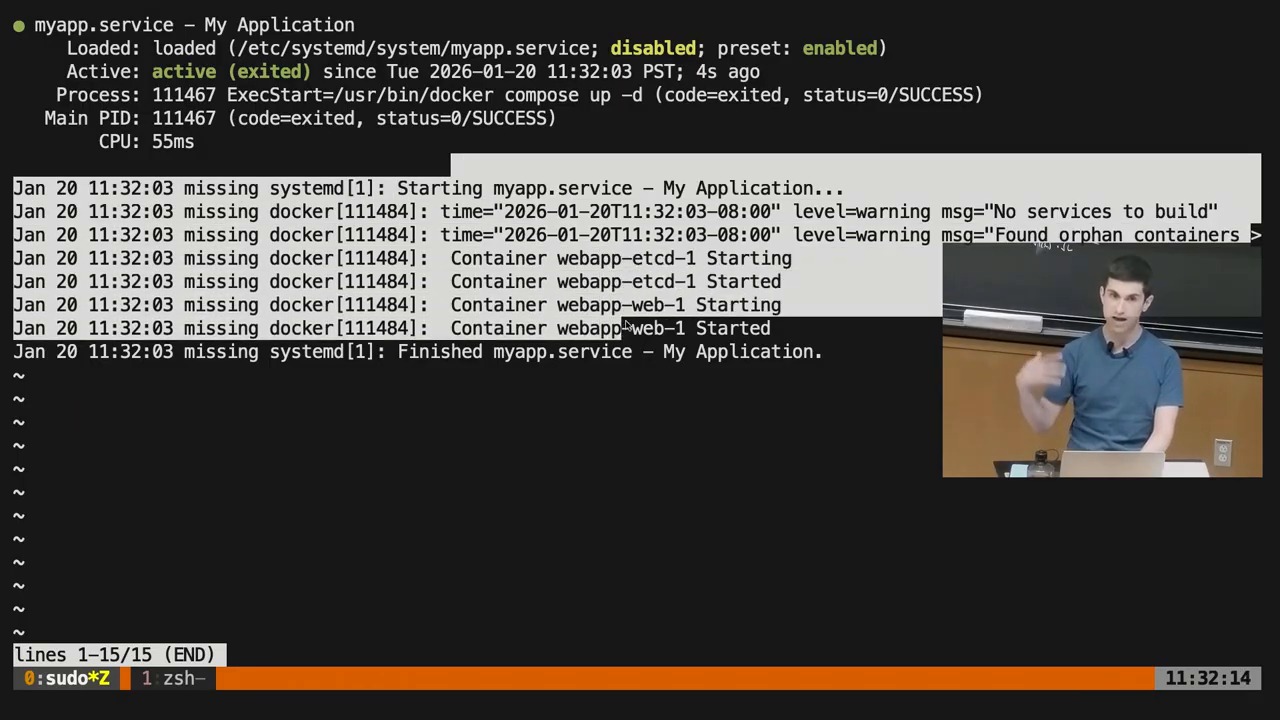 ● myapp.service – My Application
Loaded: loaded (/etc/systemd/system/myapp.service; disabled; preset: enabled)
Active: active (exited) since Tue 2026-01-20 11:32:03 PST; 4s ago
Process: 111467 ExecStart=/usr/bin/docker compose up -d (code=exited, status=0/SUCCESS)
Main PID: 111467 (code=exited, status=0/SUCCESS)
CPU: 55ms
Jan 20 11:32:03 missing systemd[1]: Starting myapp.service – My Application...
Jan 20 11:32:03 missing docker[111484]: time="2026-01-20T11:32:03-08:00" level=warning msg="No services to build"
Jan 20 11:32:03 missing docker[111484]: time="2026-01-20T11:32:03-08:00" level=warning msg="Found orphan containers >
Jan 20 11:32:03 missing docker[111484]:  Container webapp-etcd-1 Starting
Jan 20 11:32:03 missing docker[111484]:  Container webapp-etcd-1 Started
Jan 20 11:32:03 missing docker[111484]:  Container webapp-web-1 Starting
Jan 20 11:32:03 missing docker[111484]:  Container webapp-web-1 Started
Jan 20 11:32:03 missing systemd[1]: Finished myapp.service – My Application.
~
~
~
~
~
~
~
~
~
~
~
~
lines 1-15/15 (END)
0:sudo*Z 1:zsh- 11:32:14